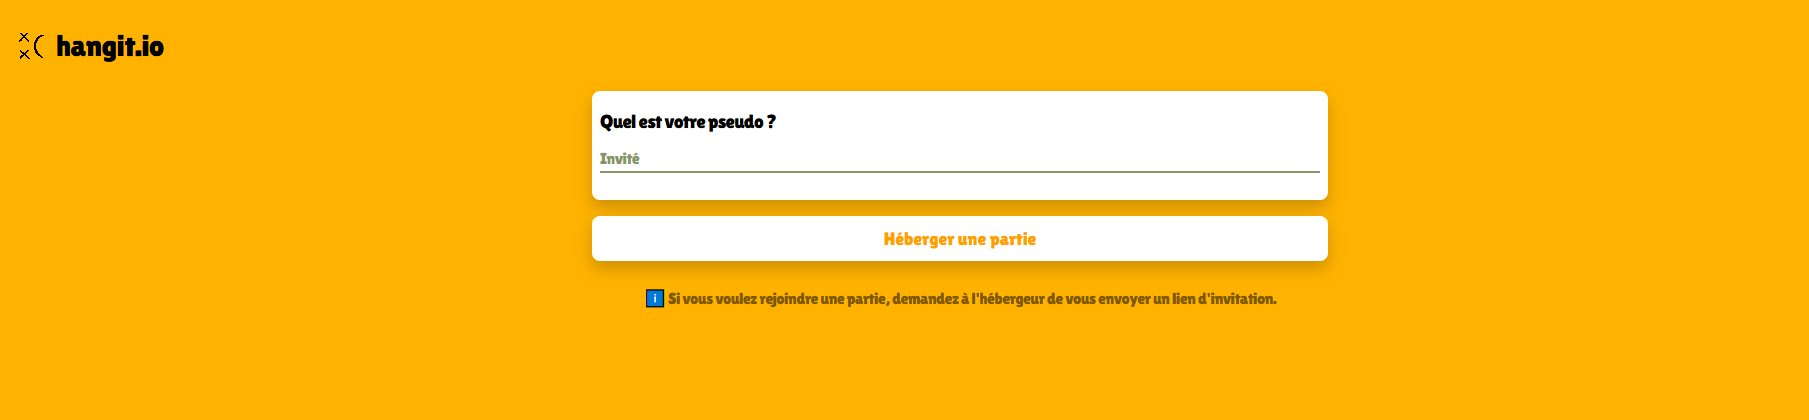 hangit.io
Quel est votre pseudo ?
Invité
Héberger une partie
i Si vous voulez rejoindre une partie, demandez à l'hébergeur de vous envoyer un lien d'invitation.